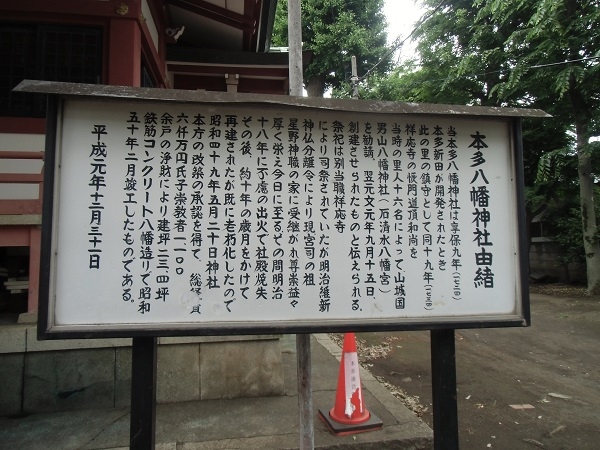 本多八幡神社由緒
当本多八幡神社は享保九年(一七二四)
本多新田が開発されたとき
此の里の鎮守として同十九年(一七三四)
祥応寺の侫門道頂和尚を
当時の里人十六名によって山城国
男山八幡神社(石清水八幡宮)
を勧請、翌元文元年九月十五日、
創建させられたものと伝えられる。
祭祀は別当職祥応寺
により司祭されていたが明治維新
神仏分離令により現宮司の祖
星野神職の家に受継がれ尊崇益々
厚く栄え今日に至る。その間明治
十八年に不慮の出火で社殿焼失
その後、約十年の歳月をかけて
再建されたが既に老朽化したので
昭和四十九年五月二十日神社
本方の改築の承認を得て、総
六仟万円氏子崇敬者一一〇〇
余戸の浄財により建坪二三、四坪
鉄筋コンクリート八幡造りで昭和
五十年二月竣工したものである。
平成元年十二月三十一日